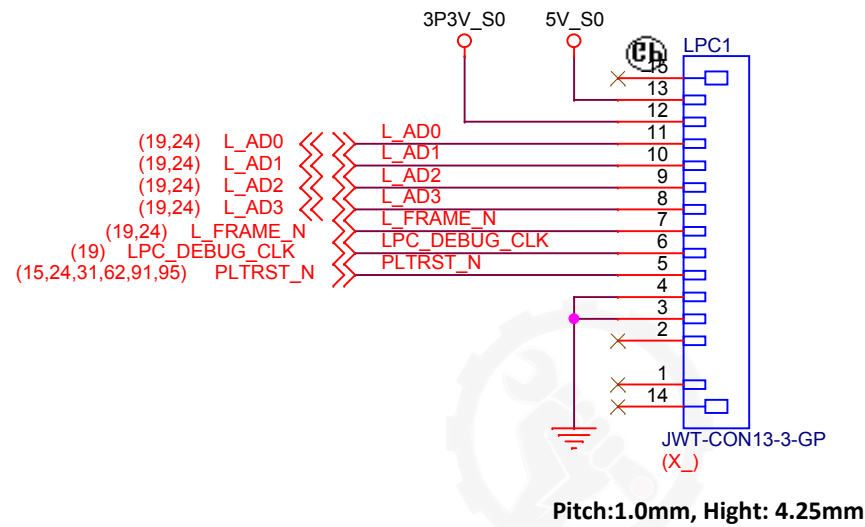 3P3V_S0 5V_S0
LPC1
15
13
12
(19,24) L_AD0 L_AD0 11
(19,24) L_AD1 L_AD1 10
(19,24) L_AD2 L_AD2 9
(19,24) L_AD3 L_AD3 8
(19,24) L_FRAME_N L_FRAME_N 7
(19) LPC_DEBUG_CLK LPC_DEBUG_CLK 6
(15,24,31,62,91,95) PLTRST_N PLTRST_N 5
4
3
2
1
14
JWT-CON13-3-GP
(X_)
Pitch:1.0mm, Hight: 4.25mm